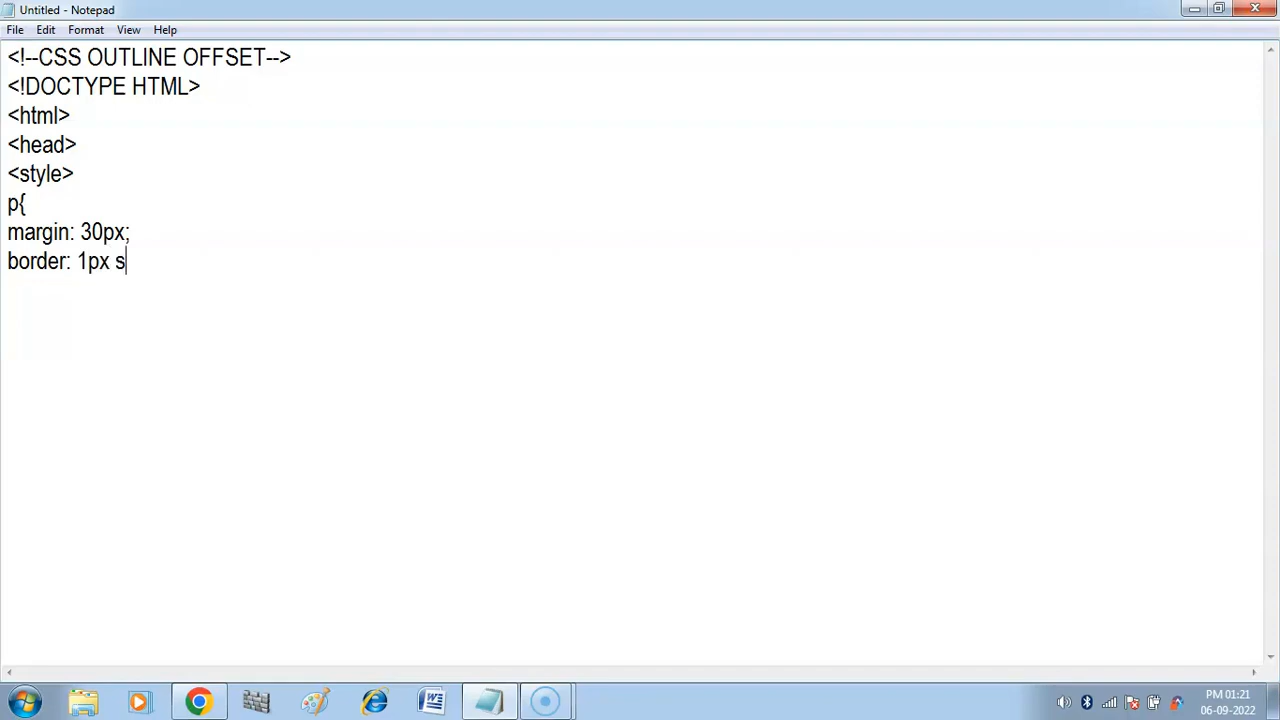 Untitled - Notepad
File Edit Format View Help
<!--CSS OUTLINE OFFSET-->
<!DOCTYPE HTML>
<html>
<head>
<style>
p{
margin: 30px;
border: 1px s
PM 01:21
06-09-2022